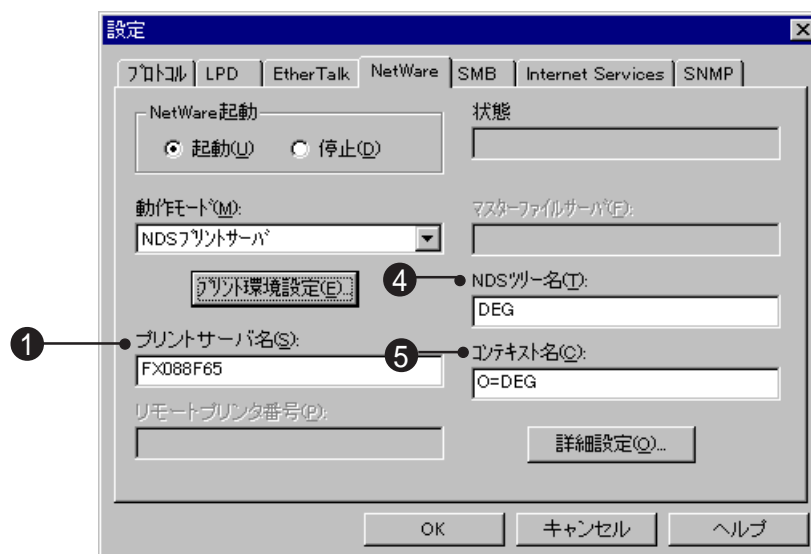 設定
プロトコル LPD EtherTalk NetWare SMB Internet Services SNMP
NetWare起動
起動(U) 停止(D)
状態
動作モード(M):
NDSプリントサーバ
マスターファイルサーバ(F):
プリント環境設定(E)...
4 NDSツリー名(T):
DEG
1 プリントサーバ名(S):
FX088F65
5 コンテキスト名(C):
O=DEG
リモートプリンタ番号(P):
詳細設定(O)...
OK キャンセル ヘルプ